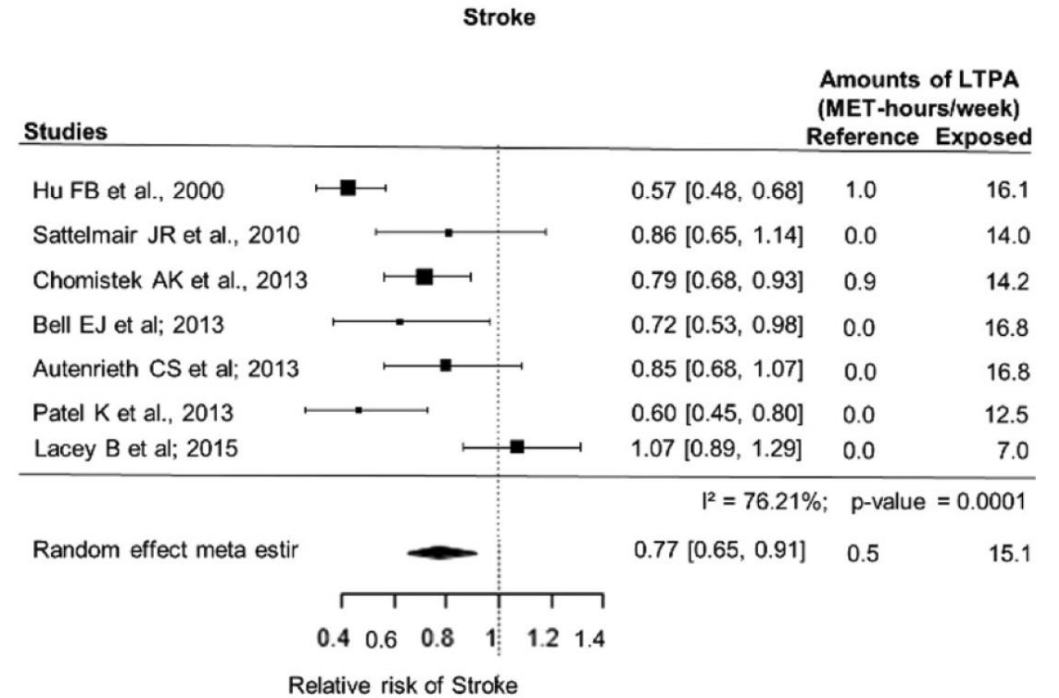 Stroke
Amounts of LTPA
(MET-hours/week)
Studies Reference Exposed
Hu FB et al., 2000 0.57 [0.48, 0.68] 1.0 16.1
Sattelmair JR et al., 2010 0.86 [0.65, 1.14] 0.0 14.0
Chomistek AK et al., 2013 0.79 [0.68, 0.93] 0.9 14.2
Bell EJ et al; 2013 0.72 [0.53, 0.98] 0.0 16.8
Autenrieth CS et al; 2013 0.85 [0.68, 1.07] 0.0 16.8
Patel K et al., 2013 0.60 [0.45, 0.80] 0.0 12.5
Lacey B et al; 2015 1.07 [0.89, 1.29] 0.0 7.0
I² = 76.21%; p-value = 0.0001
Random effect meta estir 0.77 [0.65, 0.91] 0.5 15.1
0.4 0.6 0.8 1 1.2 1.4
Relative risk of Stroke